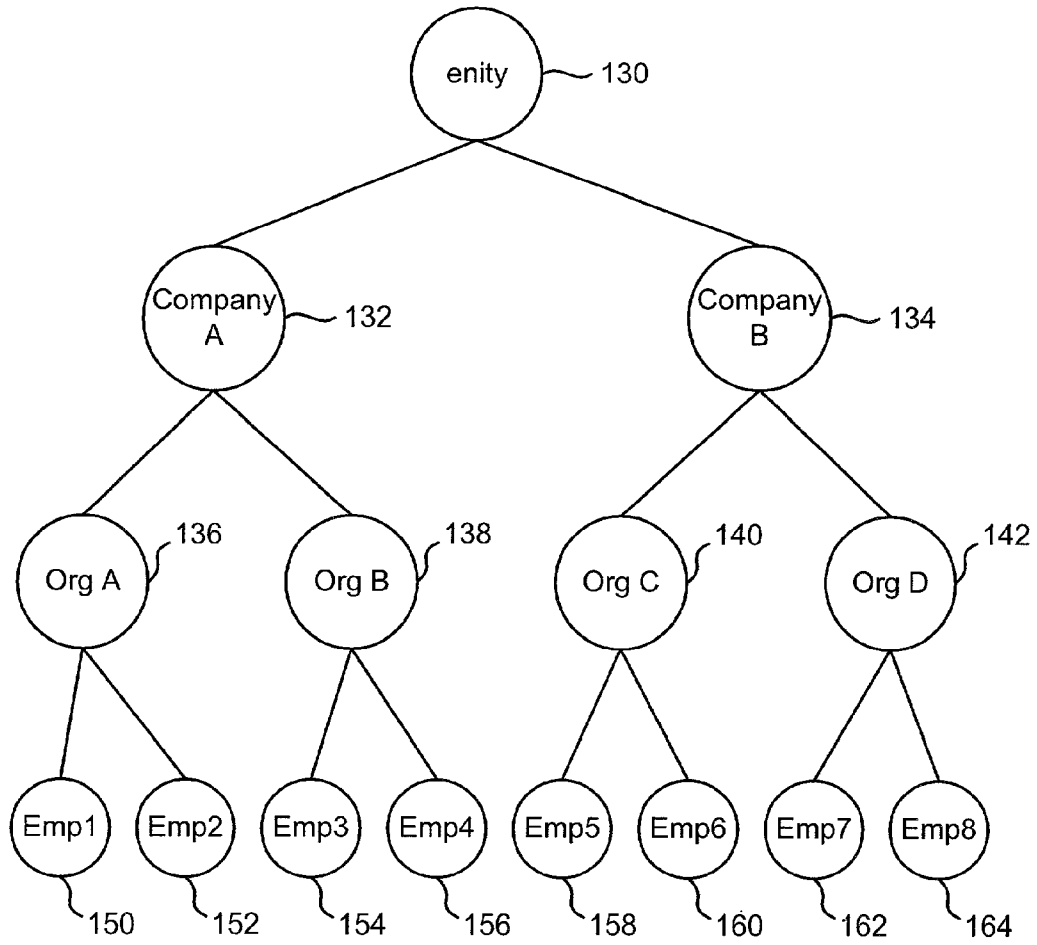 enity
130
Company
A
132
Company
B
134
Org A
136
Org B
138
Org C
140
Org D
142
Emp1
Emp2
Emp3
Emp4
Emp5
Emp6
Emp7
Emp8
150
152
154
156
158
160
162
164